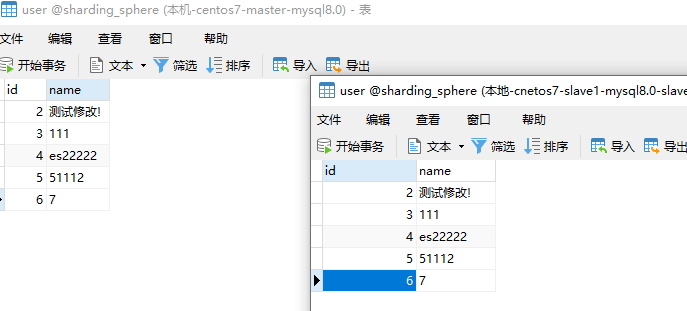 user @sharding_sphere (本机-centos7-master-mysql8.0) - 表
文件 编辑 查看 窗口 帮助
开始事务 文本 筛选 排序 导入 导出
id name
2 测试修改!
3 111
4 es22222
5 51112
6 7
user @sharding_sphere (本地-cnetos7-slave1-mysql8.0-slave
文件 编辑 查看 窗口 帮助
开始事务 文本 筛选 排序 导入 导出
id name
2 测试修改!
3 111
4 es22222
5 51112
6 7